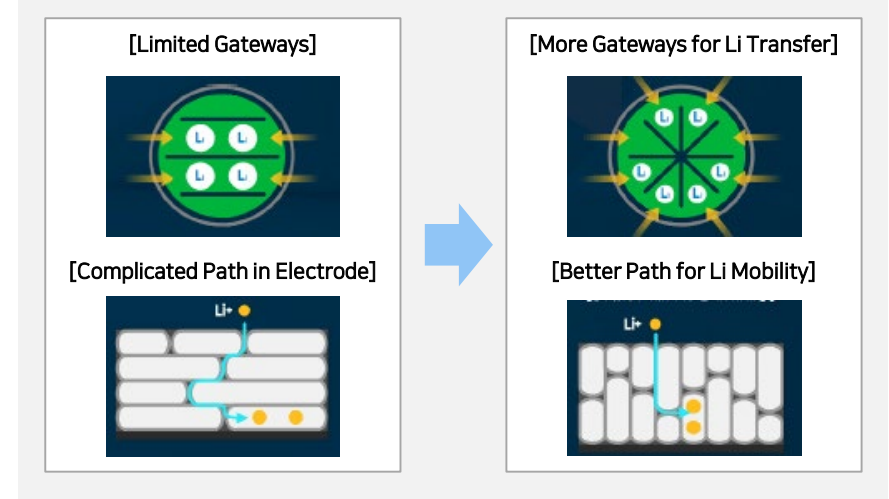 [Limited Gateways]
Li Li
Li Li
[Complicated Path in Electrode]
Li+
[More Gateways for Li Transfer]
Li Li
Li Li
Li Li
[Better Path for Li Mobility]
Li+